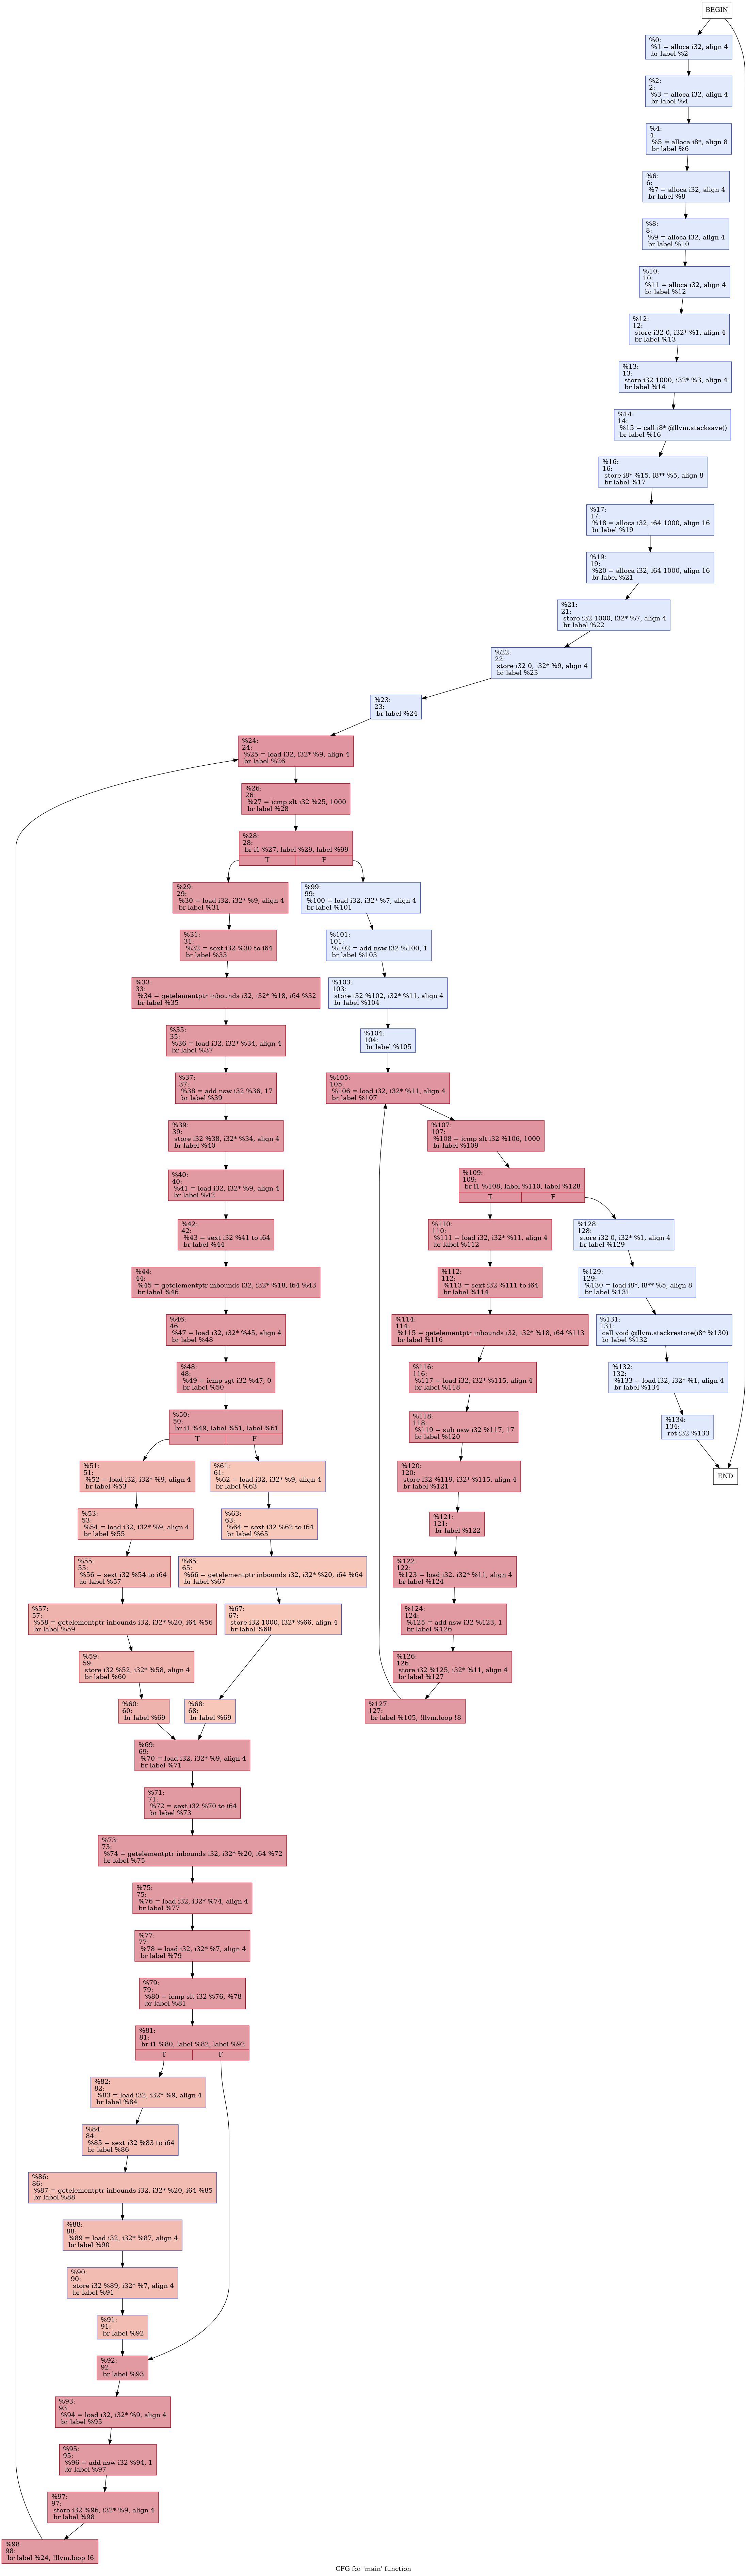 BEGIN
%0:
%1 = alloca i32, align 4
br label %2
%2:
2:
%3 = alloca i32, align 4
br label %4
%4:
4:
%5 = alloca i8*, align 8
br label %6
%6:
6:
%7 = alloca i32, align 4
br label %8
%8:
8:
%9 = alloca i32, align 4
br label %10
%10:
10:
%11 = alloca i32, align 4
br label %12
%12:
12:
store i32 0, i32* %1, align 4
br label %13
%13:
13:
store i32 1000, i32* %3, align 4
br label %14
%14:
14:
%15 = call i8* @llvm.stacksave()
br label %16
%16:
16:
store i8* %15, i8** %5, align 8
br label %17
%17:
17:
%18 = alloca i32, i64 1000, align 16
br label %19
%19:
19:
%20 = alloca i32, i64 1000, align 16
br label %21
%21:
21:
store i32 1000, i32* %7, align 4
br label %22
%22:
22:
store i32 0, i32* %9, align 4
br label %23
%23:
23:
br label %24
%24:
24:
%25 = load i32, i32* %9, align 4
br label %26
%26:
26:
%27 = icmp slt i32 %25, 1000
br label %28
%28:
28:
br i1 %27, label %29, label %99
T F
%29:
29:
%30 = load i32, i32* %9, align 4
br label %31
%31:
31:
%32 = sext i32 %30 to i64
br label %33
%33:
33:
%34 = getelementptr inbounds i32, i32* %18, i64 %32
br label %35
%35:
35:
%36 = load i32, i32* %34, align 4
br label %37
%37:
37:
%38 = add nsw i32 %36, 17
br label %39
%39:
39:
store i32 %38, i32* %34, align 4
br label %40
%40:
40:
%41 = load i32, i32* %9, align 4
br label %42
%42:
42:
%43 = sext i32 %41 to i64
br label %44
%44:
44:
%45 = getelementptr inbounds i32, i32* %18, i64 %43
br label %46
%46:
46:
%47 = load i32, i32* %45, align 4
br label %48
%48:
48:
%49 = icmp sgt i32 %47, 0
br label %50
%50:
50:
br i1 %49, label %51, label %61
T F
%51:
51:
%52 = load i32, i32* %9, align 4
br label %53
%53:
53:
%54 = load i32, i32* %9, align 4
br label %55
%55:
55:
%56 = sext i32 %54 to i64
br label %57
%57:
57:
%58 = getelementptr inbounds i32, i32* %20, i64 %56
br label %59
%59:
59:
store i32 %52, i32* %58, align 4
br label %60
%60:
60:
br label %69
%61:
61:
%62 = load i32, i32* %9, align 4
br label %63
%63:
63:
%64 = sext i32 %62 to i64
br label %65
%65:
65:
%66 = getelementptr inbounds i32, i32* %20, i64 %64
br label %67
%67:
67:
store i32 1000, i32* %66, align 4
br label %68
%68:
68:
br label %69
%69:
69:
%70 = load i32, i32* %9, align 4
br label %71
%71:
71:
%72 = sext i32 %70 to i64
br label %73
%73:
73:
%74 = getelementptr inbounds i32, i32* %20, i64 %72
br label %75
%75:
75:
%76 = load i32, i32* %74, align 4
br label %77
%77:
77:
%78 = load i32, i32* %7, align 4
br label %79
%79:
79:
%80 = icmp slt i32 %76, %78
br label %81
%81:
81:
br i1 %80, label %82, label %92
T F
%82:
82:
%83 = load i32, i32* %9, align 4
br label %84
%84:
84:
%85 = sext i32 %83 to i64
br label %86
%86:
86:
%87 = getelementptr inbounds i32, i32* %20, i64 %85
br label %88
%88:
88:
%89 = load i32, i32* %87, align 4
br label %90
%90:
90:
store i32 %89, i32* %7, align 4
br label %91
%91:
91:
br label %92
%92:
92:
br label %93
%93:
93:
%94 = load i32, i32* %9, align 4
br label %95
%95:
95:
%96 = add nsw i32 %94, 1
br label %97
%97:
97:
store i32 %96, i32* %9, align 4
br label %98
%98:
98:
br label %24, !llvm.loop !6
%99:
99:
%100 = load i32, i32* %7, align 4
br label %101
%101:
101:
%102 = add nsw i32 %100, 1
br label %103
%103:
103:
store i32 %102, i32* %11, align 4
br label %104
%104:
104:
br label %105
%105:
105:
%106 = load i32, i32* %11, align 4
br label %107
%107:
107:
%108 = icmp slt i32 %106, 1000
br label %109
%109:
109:
br i1 %108, label %110, label %128
T F
%110:
110:
%111 = load i32, i32* %11, align 4
br label %112
%112:
112:
%113 = sext i32 %111 to i64
br label %114
%114:
114:
%115 = getelementptr inbounds i32, i32* %18, i64 %113
br label %116
%116:
116:
%117 = load i32, i32* %115, align 4
br label %118
%118:
118:
%119 = sub nsw i32 %117, 17
br label %120
%120:
120:
store i32 %119, i32* %115, align 4
br label %121
%121:
121:
br label %122
%122:
122:
%123 = load i32, i32* %11, align 4
br label %124
%124:
124:
%125 = add nsw i32 %123, 1
br label %126
%126:
126:
store i32 %125, i32* %11, align 4
br label %127
%127:
127:
br label %105, !llvm.loop !8
%128:
128:
store i32 0, i32* %1, align 4
br label %129
%129:
129:
%130 = load i8*, i8** %5, align 8
br label %131
%131:
131:
call void @llvm.stackrestore(i8* %130)
br label %132
%132:
132:
%133 = load i32, i32* %1, align 4
br label %134
%134:
134:
ret i32 %133
END
CFG for 'main' function